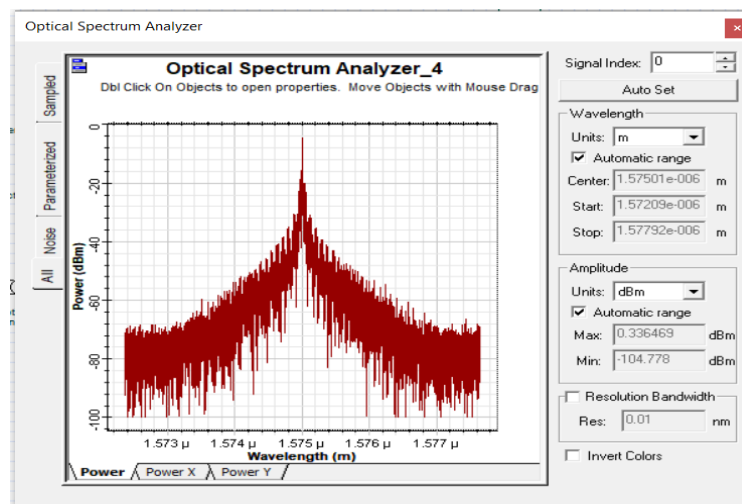 Optical Spectrum Analyzer
Optical Spectrum Analyzer_4
Dbl Click On Objects to open properties.  Move Objects with Mouse Drag
Sampled
Parameterized
Noise
All
Power (dBm)
0
-20
-40
-60
-80
-100
1.573 µ
1.574 µ
1.575 µ
1.576 µ
1.577 µ
Wavelength (m)
Power
Power X
Power Y
Signal Index: 0
Auto Set
Wavelength
Units: m
Automatic range
Center: 1.57501e-006 m
Start: 1.57209e-006 m
Stop: 1.57792e-006 m
Amplitude
Units: dBm
Automatic range
Max: 0.336469 dBm
Min: -104.778 dBm
Resolution Bandwidth
Res: 0.01 nm
Invert Colors